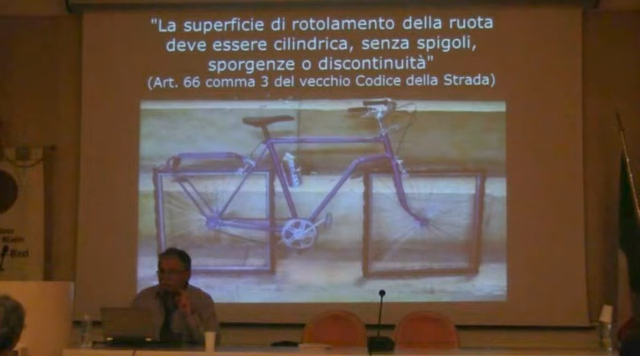 "La superficie di rotolamento della ruota
deve essere cilindrica, senza spigoli,
sporgenze o discontinuità"
(Art. 66 comma 3 del vecchio Codice della Strada)